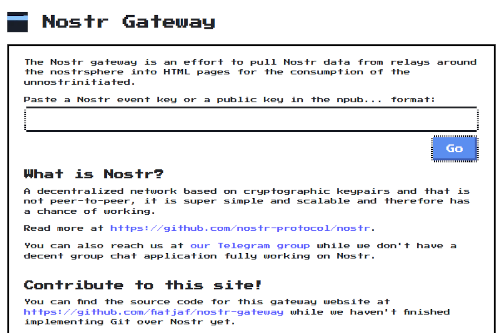 Nostr Gateway
The Nostr gateway is an effort to pull Nostr data from relays around
the nostrsphere into HTML pages for the consumption of the
unnostrinitiated.
Paste a Nostr event key or a public key in the npub... format:
Go
What is Nostr?
A decentralized network based on cryptographic keypairs and that is
not peer-to-peer, it is super simple and scalable and therefore has
a chance of working.
Read more at https://github.com/nostr-protocol/nostr.
You can also reach us at our Telegram group while we don't have a
decent group chat application fully working on Nostr.
Contribute to this site!
You can find the source code for this gateway website at
https://github.com/fiatjaf/nostr-gateway while we haven't finished
implementing Git over Nostr yet.